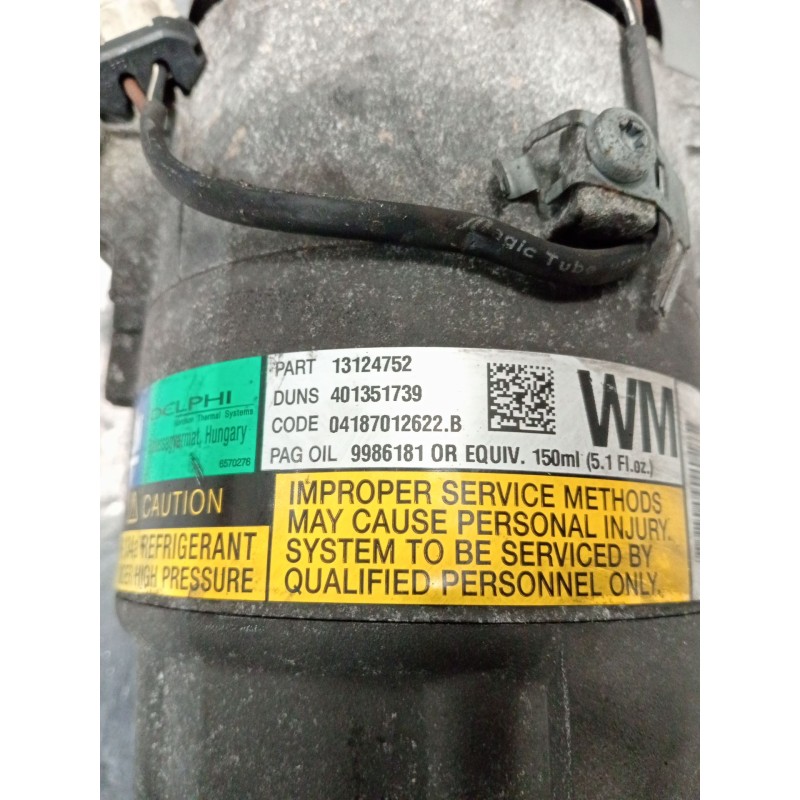 Magic Tube
PART 13124752
DUNS 401351739
CODE 04187012622.B
PAG OIL 9986181 OR EQUIV. 150ml (5.1 Fl.oz.)
WM
DELPHI
Thermal Systems
Hungary
6570276
CAUTION
REFRIGERANT
HIGH PRESSURE
IMPROPER SERVICE METHODS
MAY CAUSE PERSONAL INJURY.
SYSTEM TO BE SERVICED BY
QUALIFIED PERSONNEL ONLY.